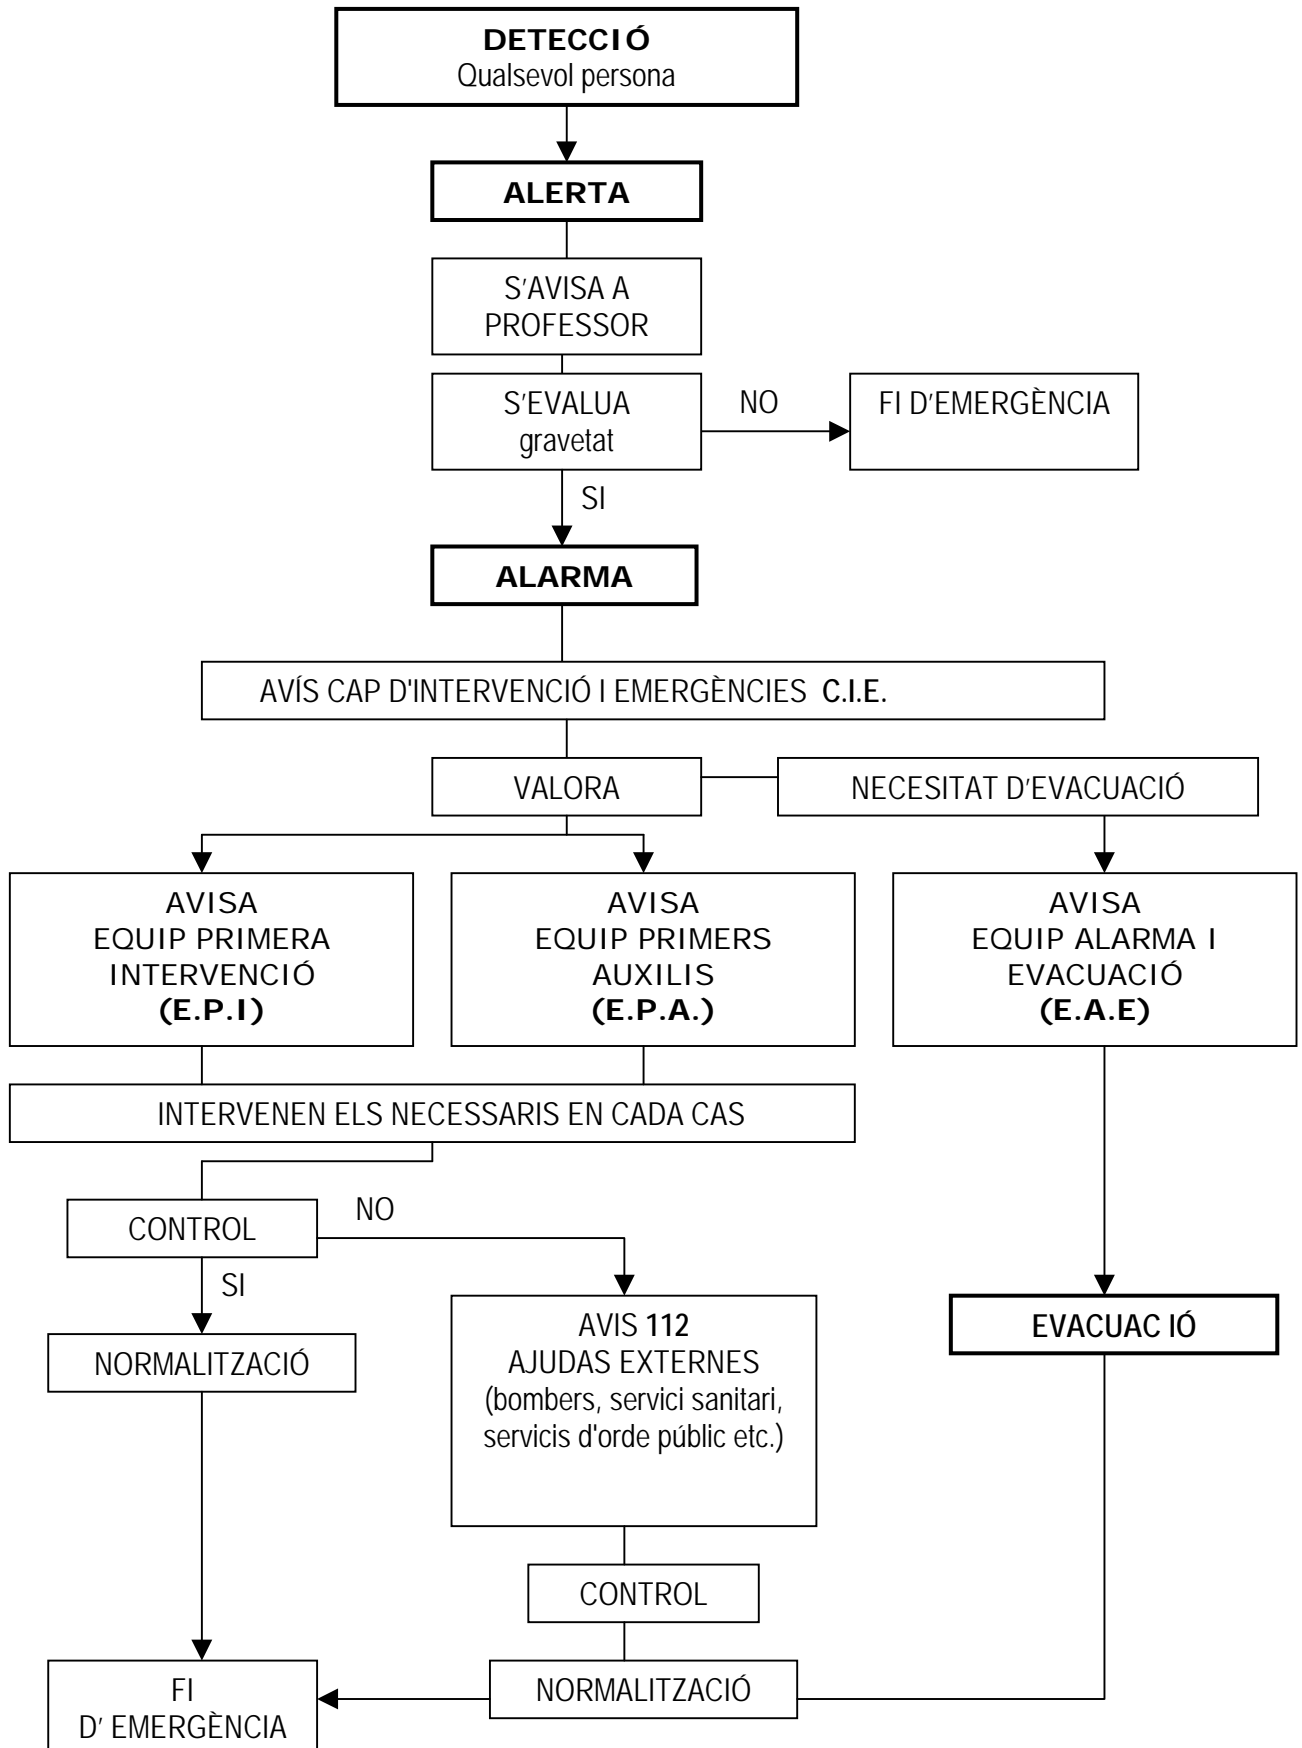 DETECCIÓ
Qualsevol persona
ALERTA
S'AVISA A
PROFESSOR
S'EVALUA
gravetat
NO
FI D'EMERGÈNCIA
SI
ALARMA
AVÍS CAP D'INTERVENCIÓ I EMERGÈNCIES C.I.E.
VALORA
NECESITAT D'EVACUACIÓ
AVISA
EQUIP PRIMERA
INTERVENCIÓ
(E.P.I)
AVISA
EQUIP PRIMERS
AUXILIS
(E.P.A.)
AVISA
EQUIP ALARMA I
EVACUACIÓ
(E.A.E)
INTERVENEN ELS NECESSARIS EN CADA CAS
CONTROL
NO
SI
NORMALITZACIÓ
AVIS 112
AJUDAS EXTERNES
(bombers, servici sanitari,
servicis d'orde públic etc.)
EVACUAC IÓ
CONTROL
NORMALITZACIÓ
FI
D' EMERGÈNCIA